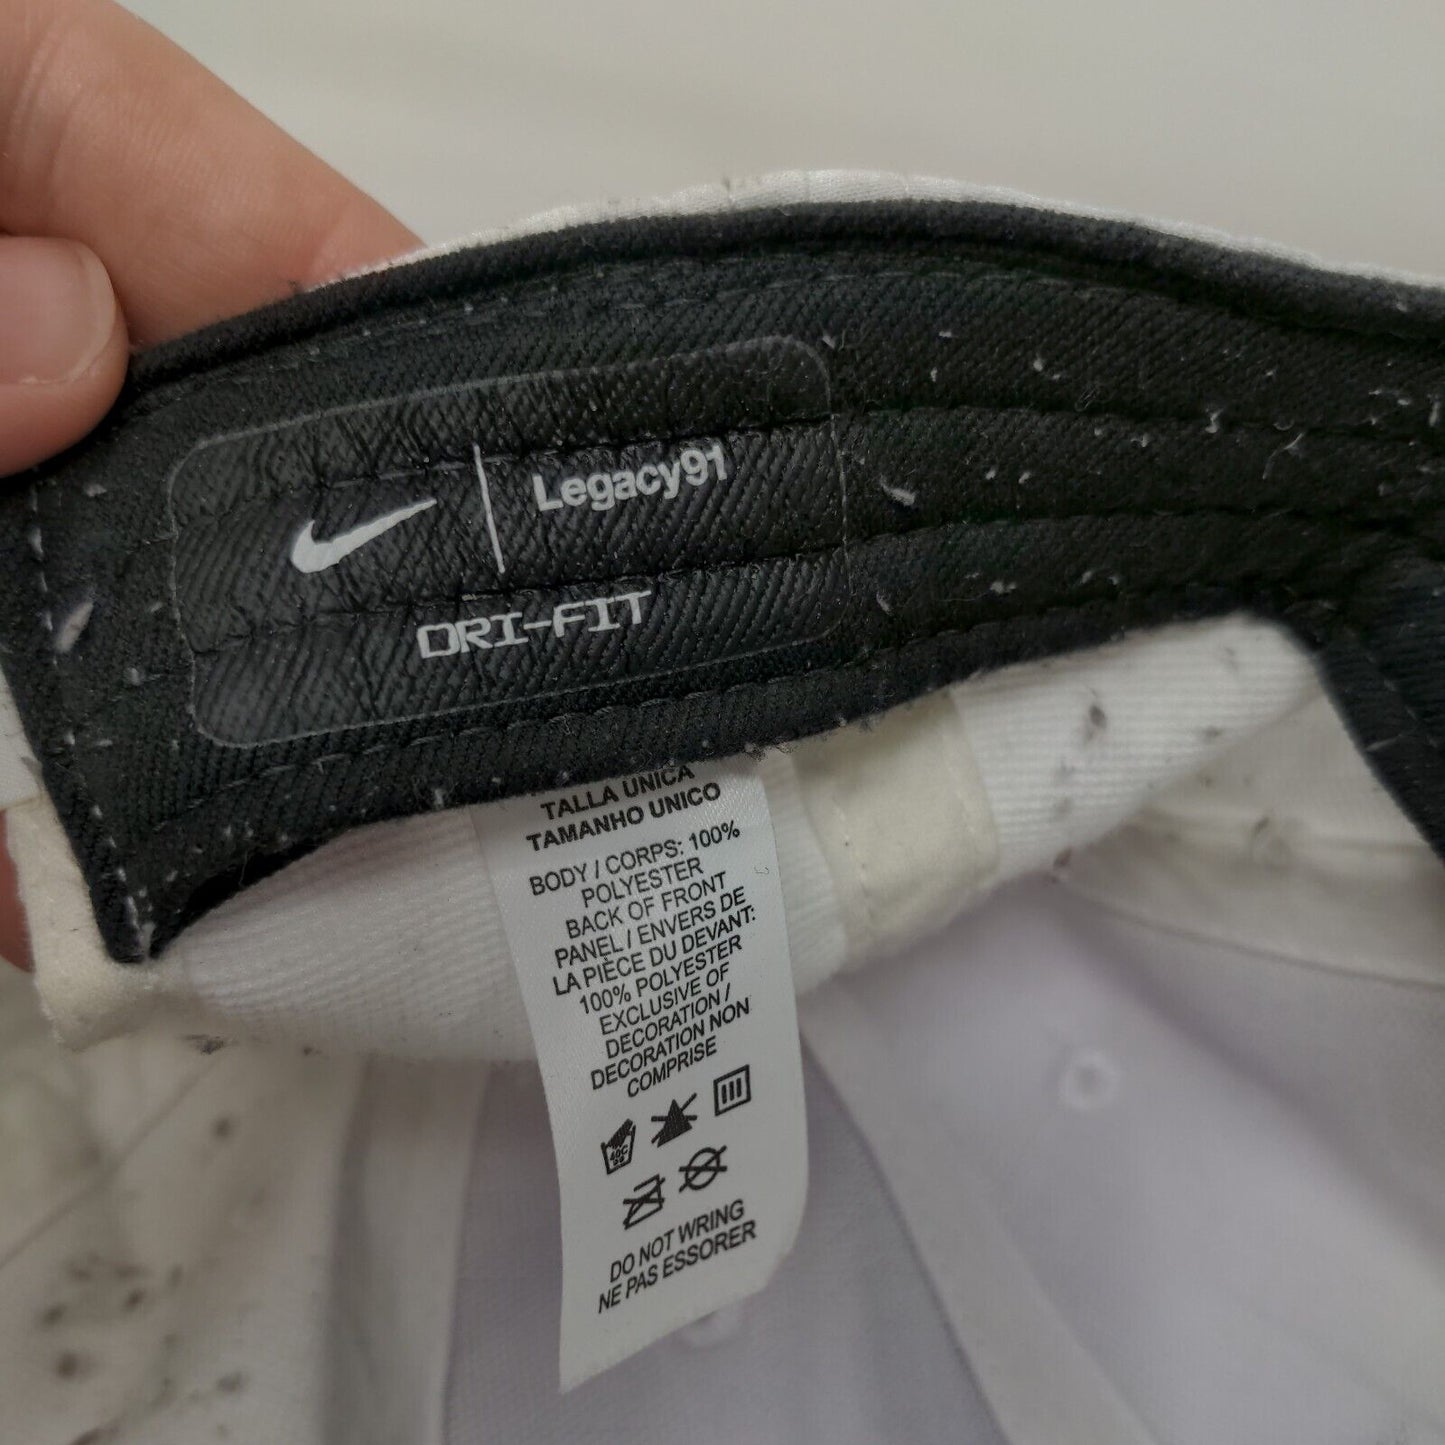 Legacy91
DRI-FIT
TALLA UNICA
TAMANHO UNICO
BODY / CORPS: 100%
POLYESTER
BACK OF FRONT
PANEL / ENVERS DE
LA PIÈCE DU DEVANT:
100% POLYESTER
EXCLUSIVE OF
DECORATION /
DECORATION NON
COMPRISE
40C
DO NOT WRING
NE PAS ESSORER